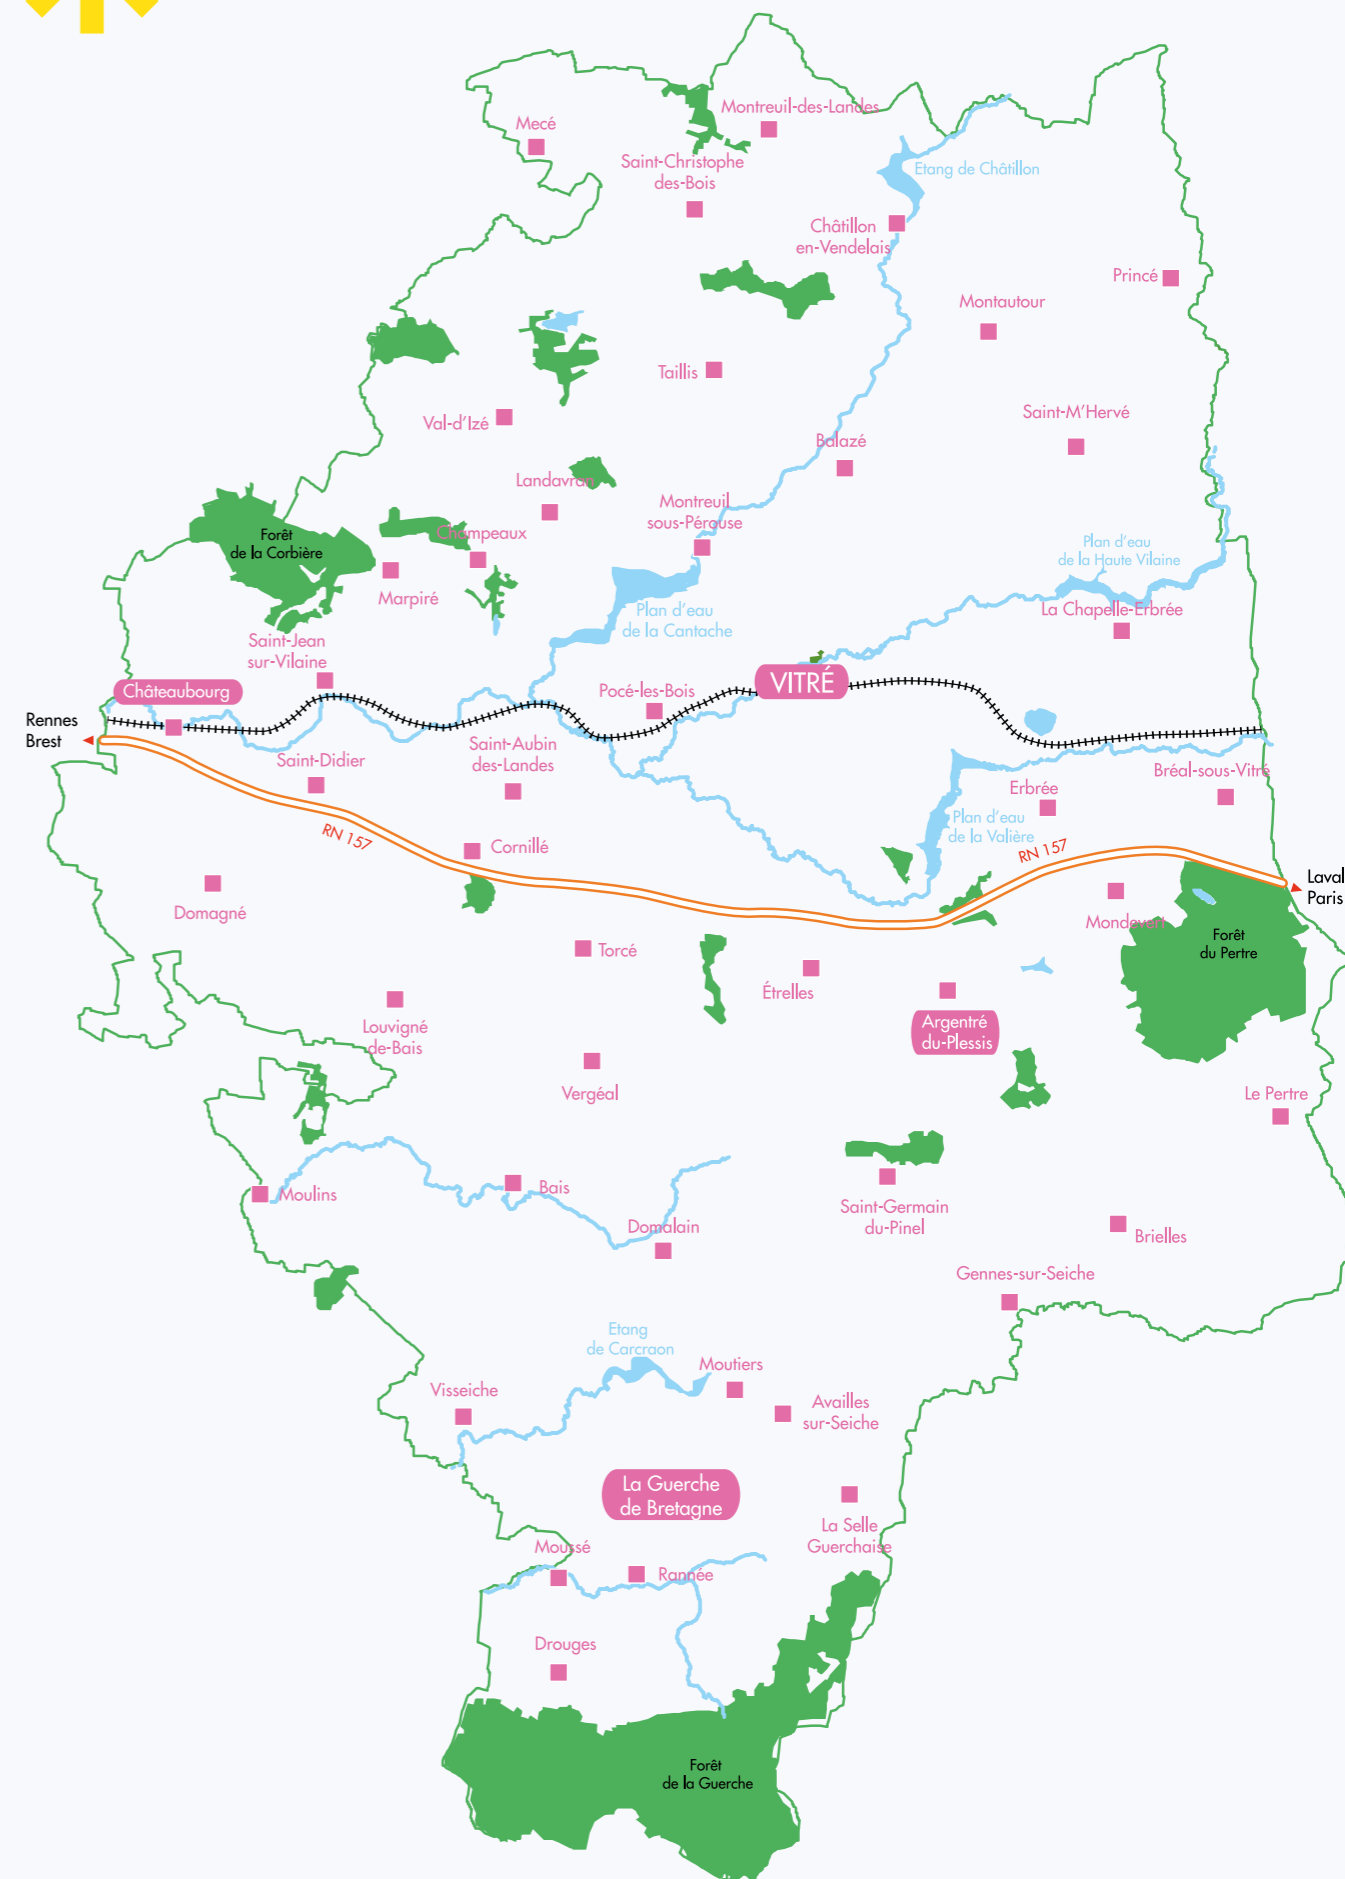 Montreuil-des-Landes
Mecé
Saint-Christophe
des-Bois
Etang de Châtillon
Châtillon
en-Vendelais
Princé
Montautour
Taillis
Saint-M'Hervé
Val-d'Izé
Balazé
Landavran
Montreuil
sous-Pérouse
Forêt
de la Corbière
Champeaux
Plan d'eau
de la Haute Vilaine
Marpiré
Plan d'eau
de la Cantache
La Chapelle-Erbrée
Saint-Jean
sur-Vilaine
VITRÉ
Châteaubourg
Pocé-les-Bois
Rennes
Brest
Saint-Aubin
des-Landes
Saint-Didier
Bréal-sous-Vitré
Erbrée
Plan d'eau
de la Valière
RN 157
Cornillé
RN 157
Laval
Paris
Domagné
Mondevert
Forêt
du Pertre
Torcé
Étrelles
Louvigné
de-Bais
Argentré
du-Plessis
Vergéal
Le Pertre
Moulins
Bais
Saint-Germain
du-Pinel
Domalain
Brielles
Gennes-sur-Seiche
Etang
de Carcraon
Moutiers
Visseiche
Availles
sur-Seiche
La Guerche
de Bretagne
La Selle
Guerchaise
Moussé
Rannée
Drouges
Forêt
de la Guerche